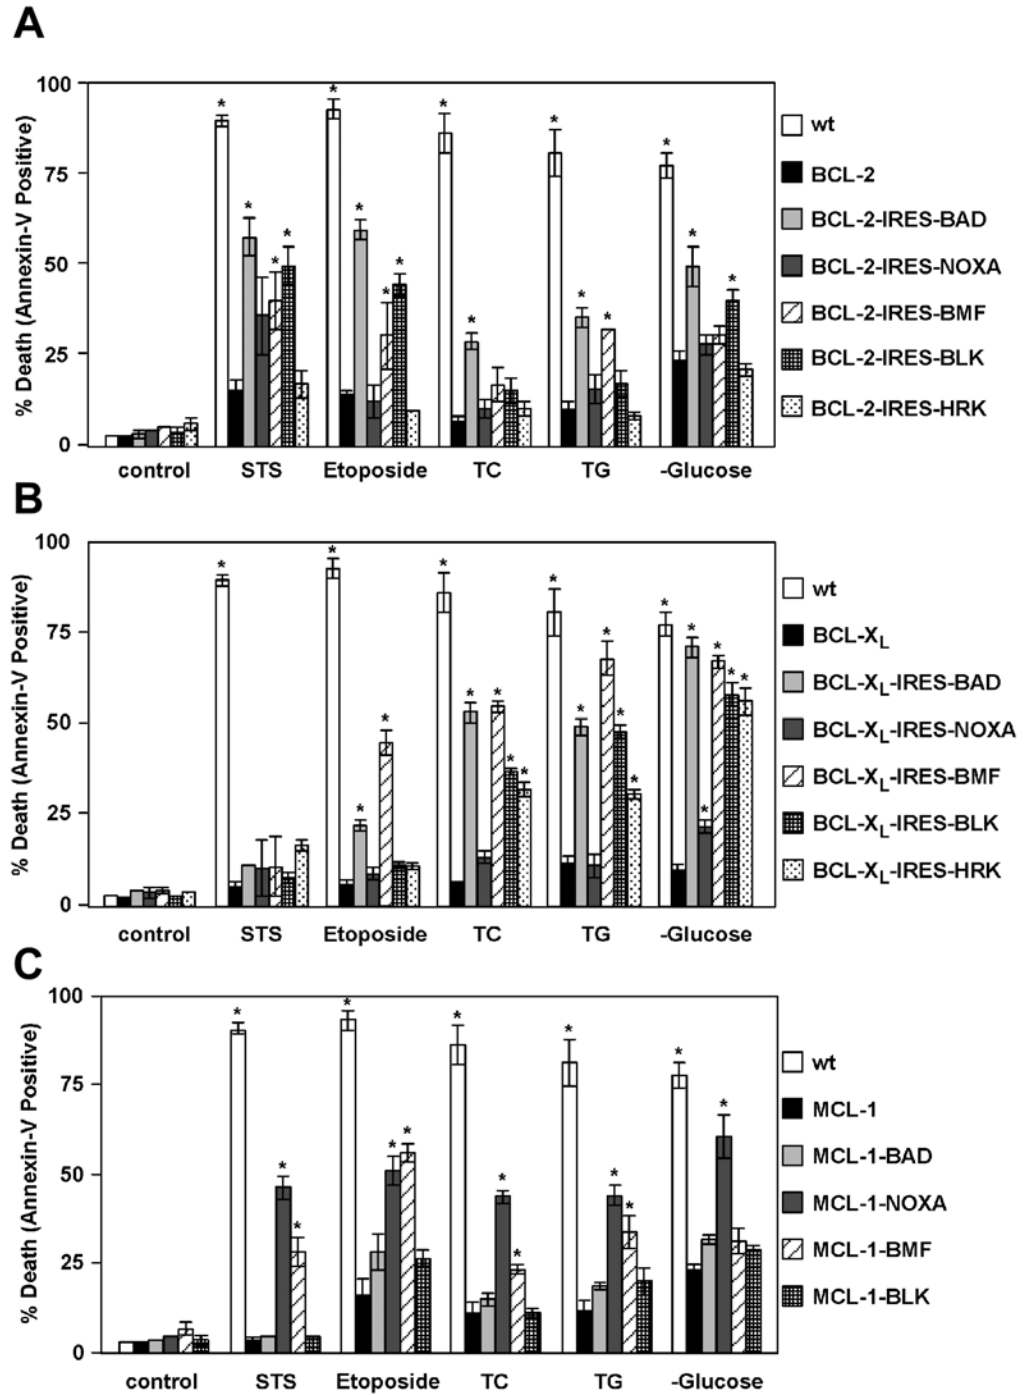 A
% Death (Annexin-V Positive)
100
75
50
25
0
* * * * *
* * * * *
* * * *
* * *
control STS Etoposide TC TG -Glucose
wt
BCL-2
BCL-2-IRES-BAD
BCL-2-IRES-NOXA
BCL-2-IRES-BMF
BCL-2-IRES-BLK
BCL-2-IRES-HRK
B
% Death (Annexin-V Positive)
100
75
50
25
0
* * * * *
* * * *
* * * *
* * *
* * *
*
control STS Etoposide TC TG -Glucose
wt
BCL-XL
BCL-XL-IRES-BAD
BCL-XL-IRES-NOXA
BCL-XL-IRES-BMF
BCL-XL-IRES-BLK
BCL-XL-IRES-HRK
C
% Death (Annexin-V Positive)
100
75
50
25
0
* * * * *
* * * * *
* * * *
control STS Etoposide TC TG -Glucose
wt
MCL-1
MCL-1-BAD
MCL-1-NOXA
MCL-1-BMF
MCL-1-BLK